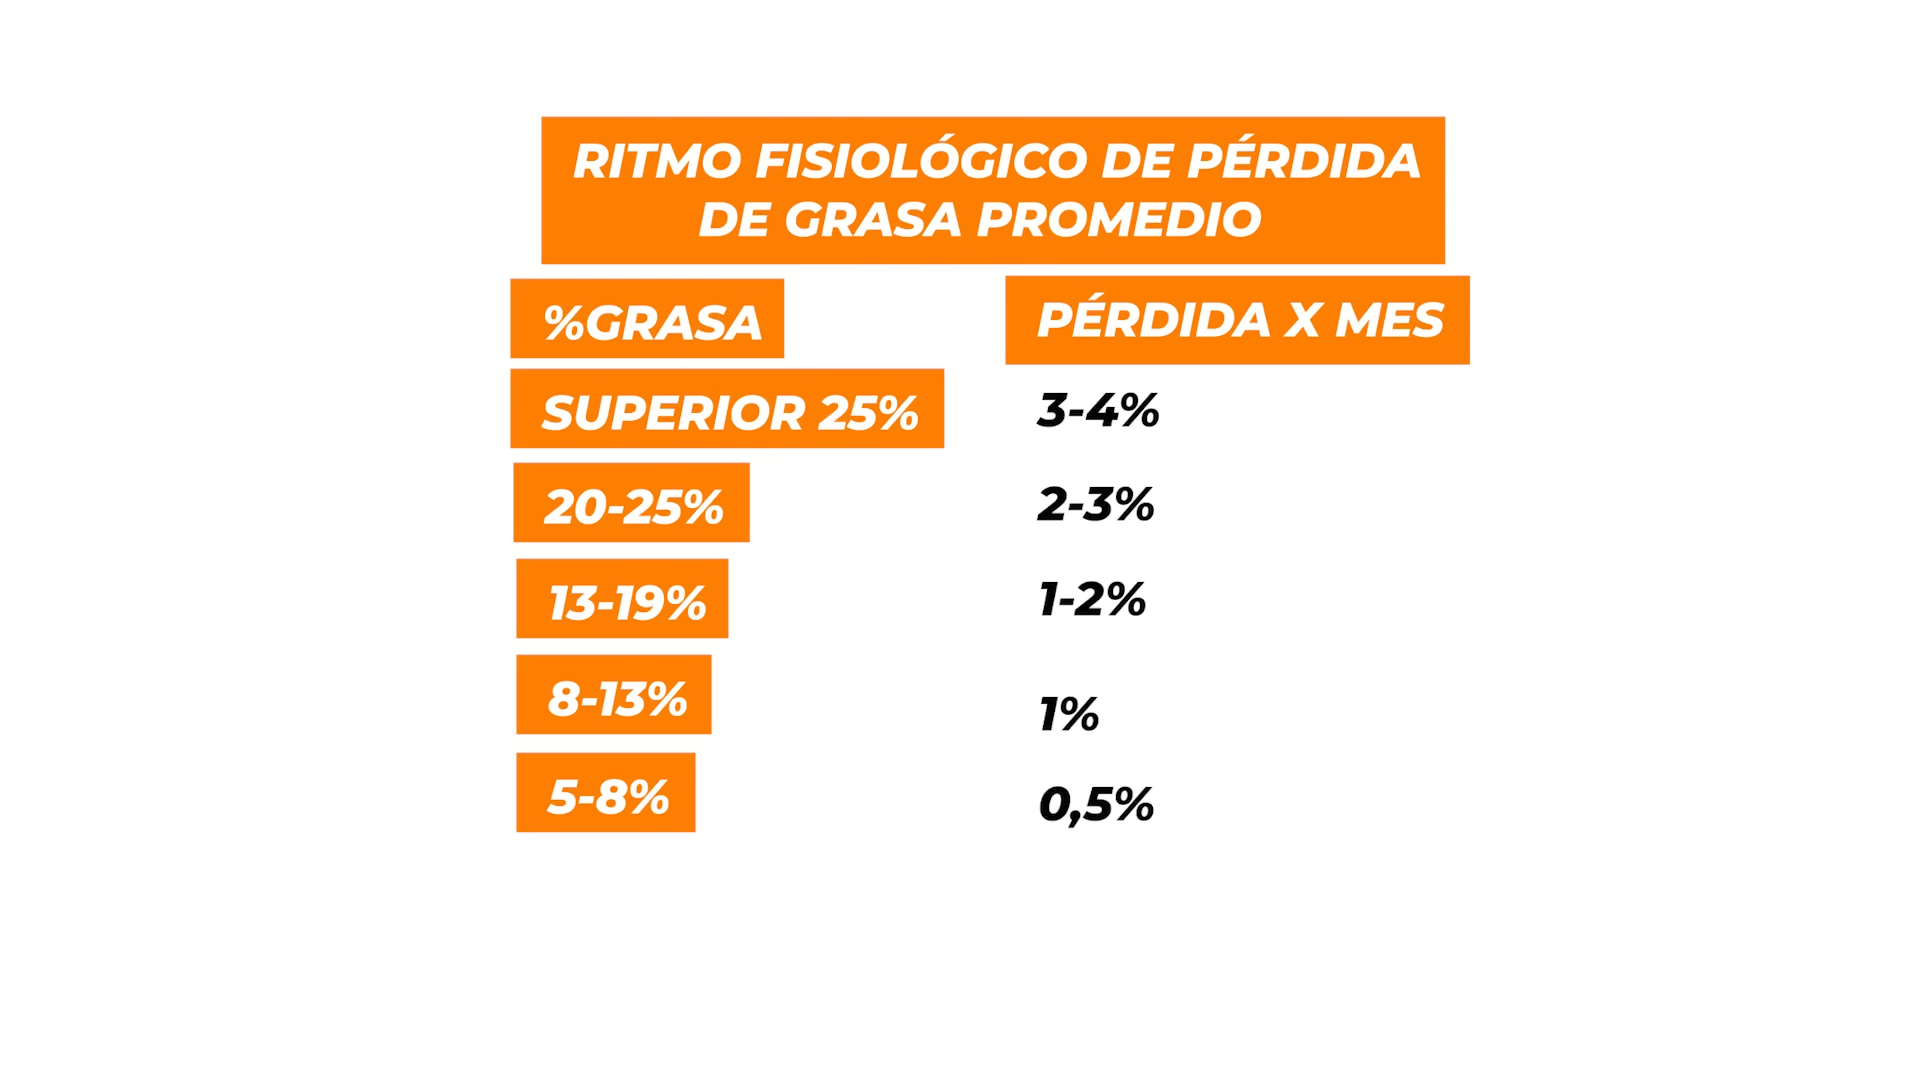 RITMO FISIOLÓGICO DE PÉRDIDA
DE GRASA PROMEDIO
%GRASA PÉRDIDA X MES
SUPERIOR 25% 3-4%
20-25% 2-3%
13-19% 1-2%
8-13% 1%
5-8% 0,5%